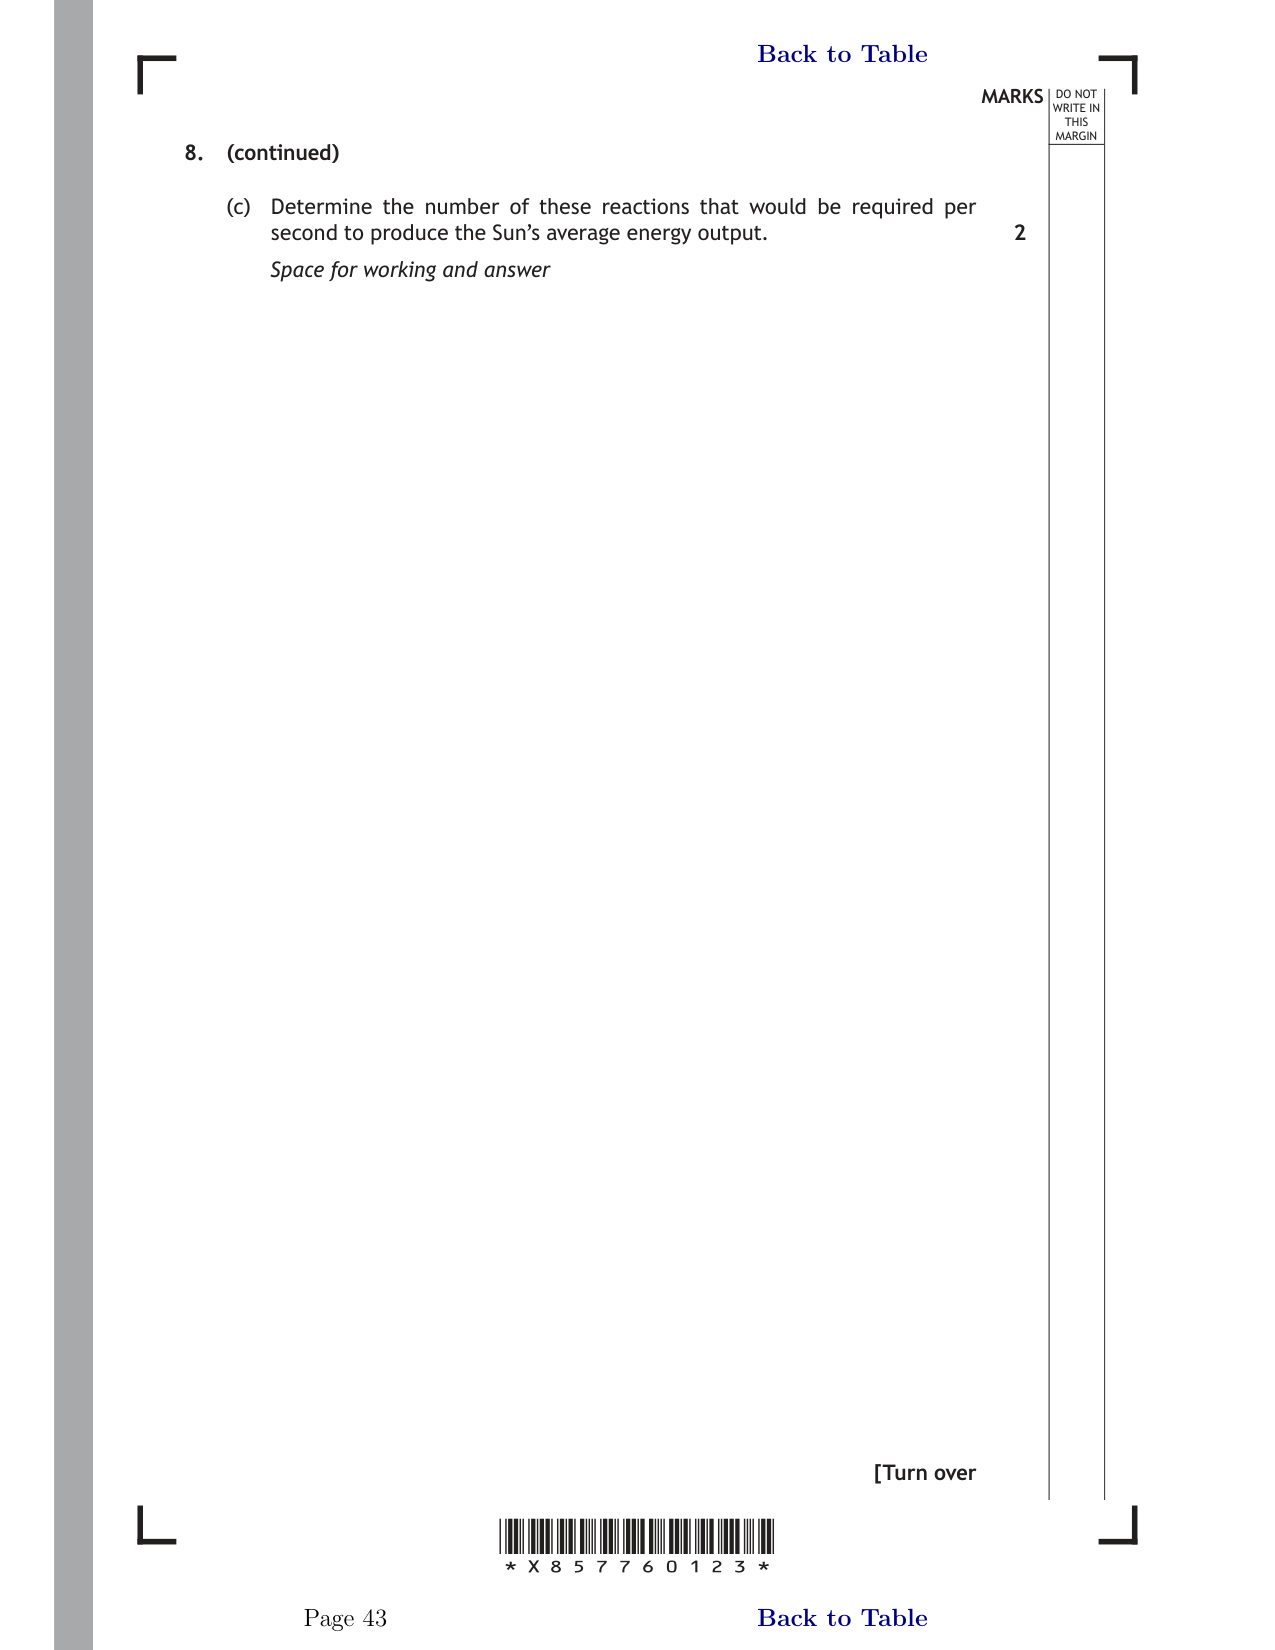 Back to Table
MARKS
DO NOT
WRITE IN
THIS
MARGIN
8. (continued)
(c) Determine the number of these reactions that would be required per
second to produce the Sun’s average energy output. 2
Space for working and answer
[Turn over
*X857760123*
Page 43
Back to Table